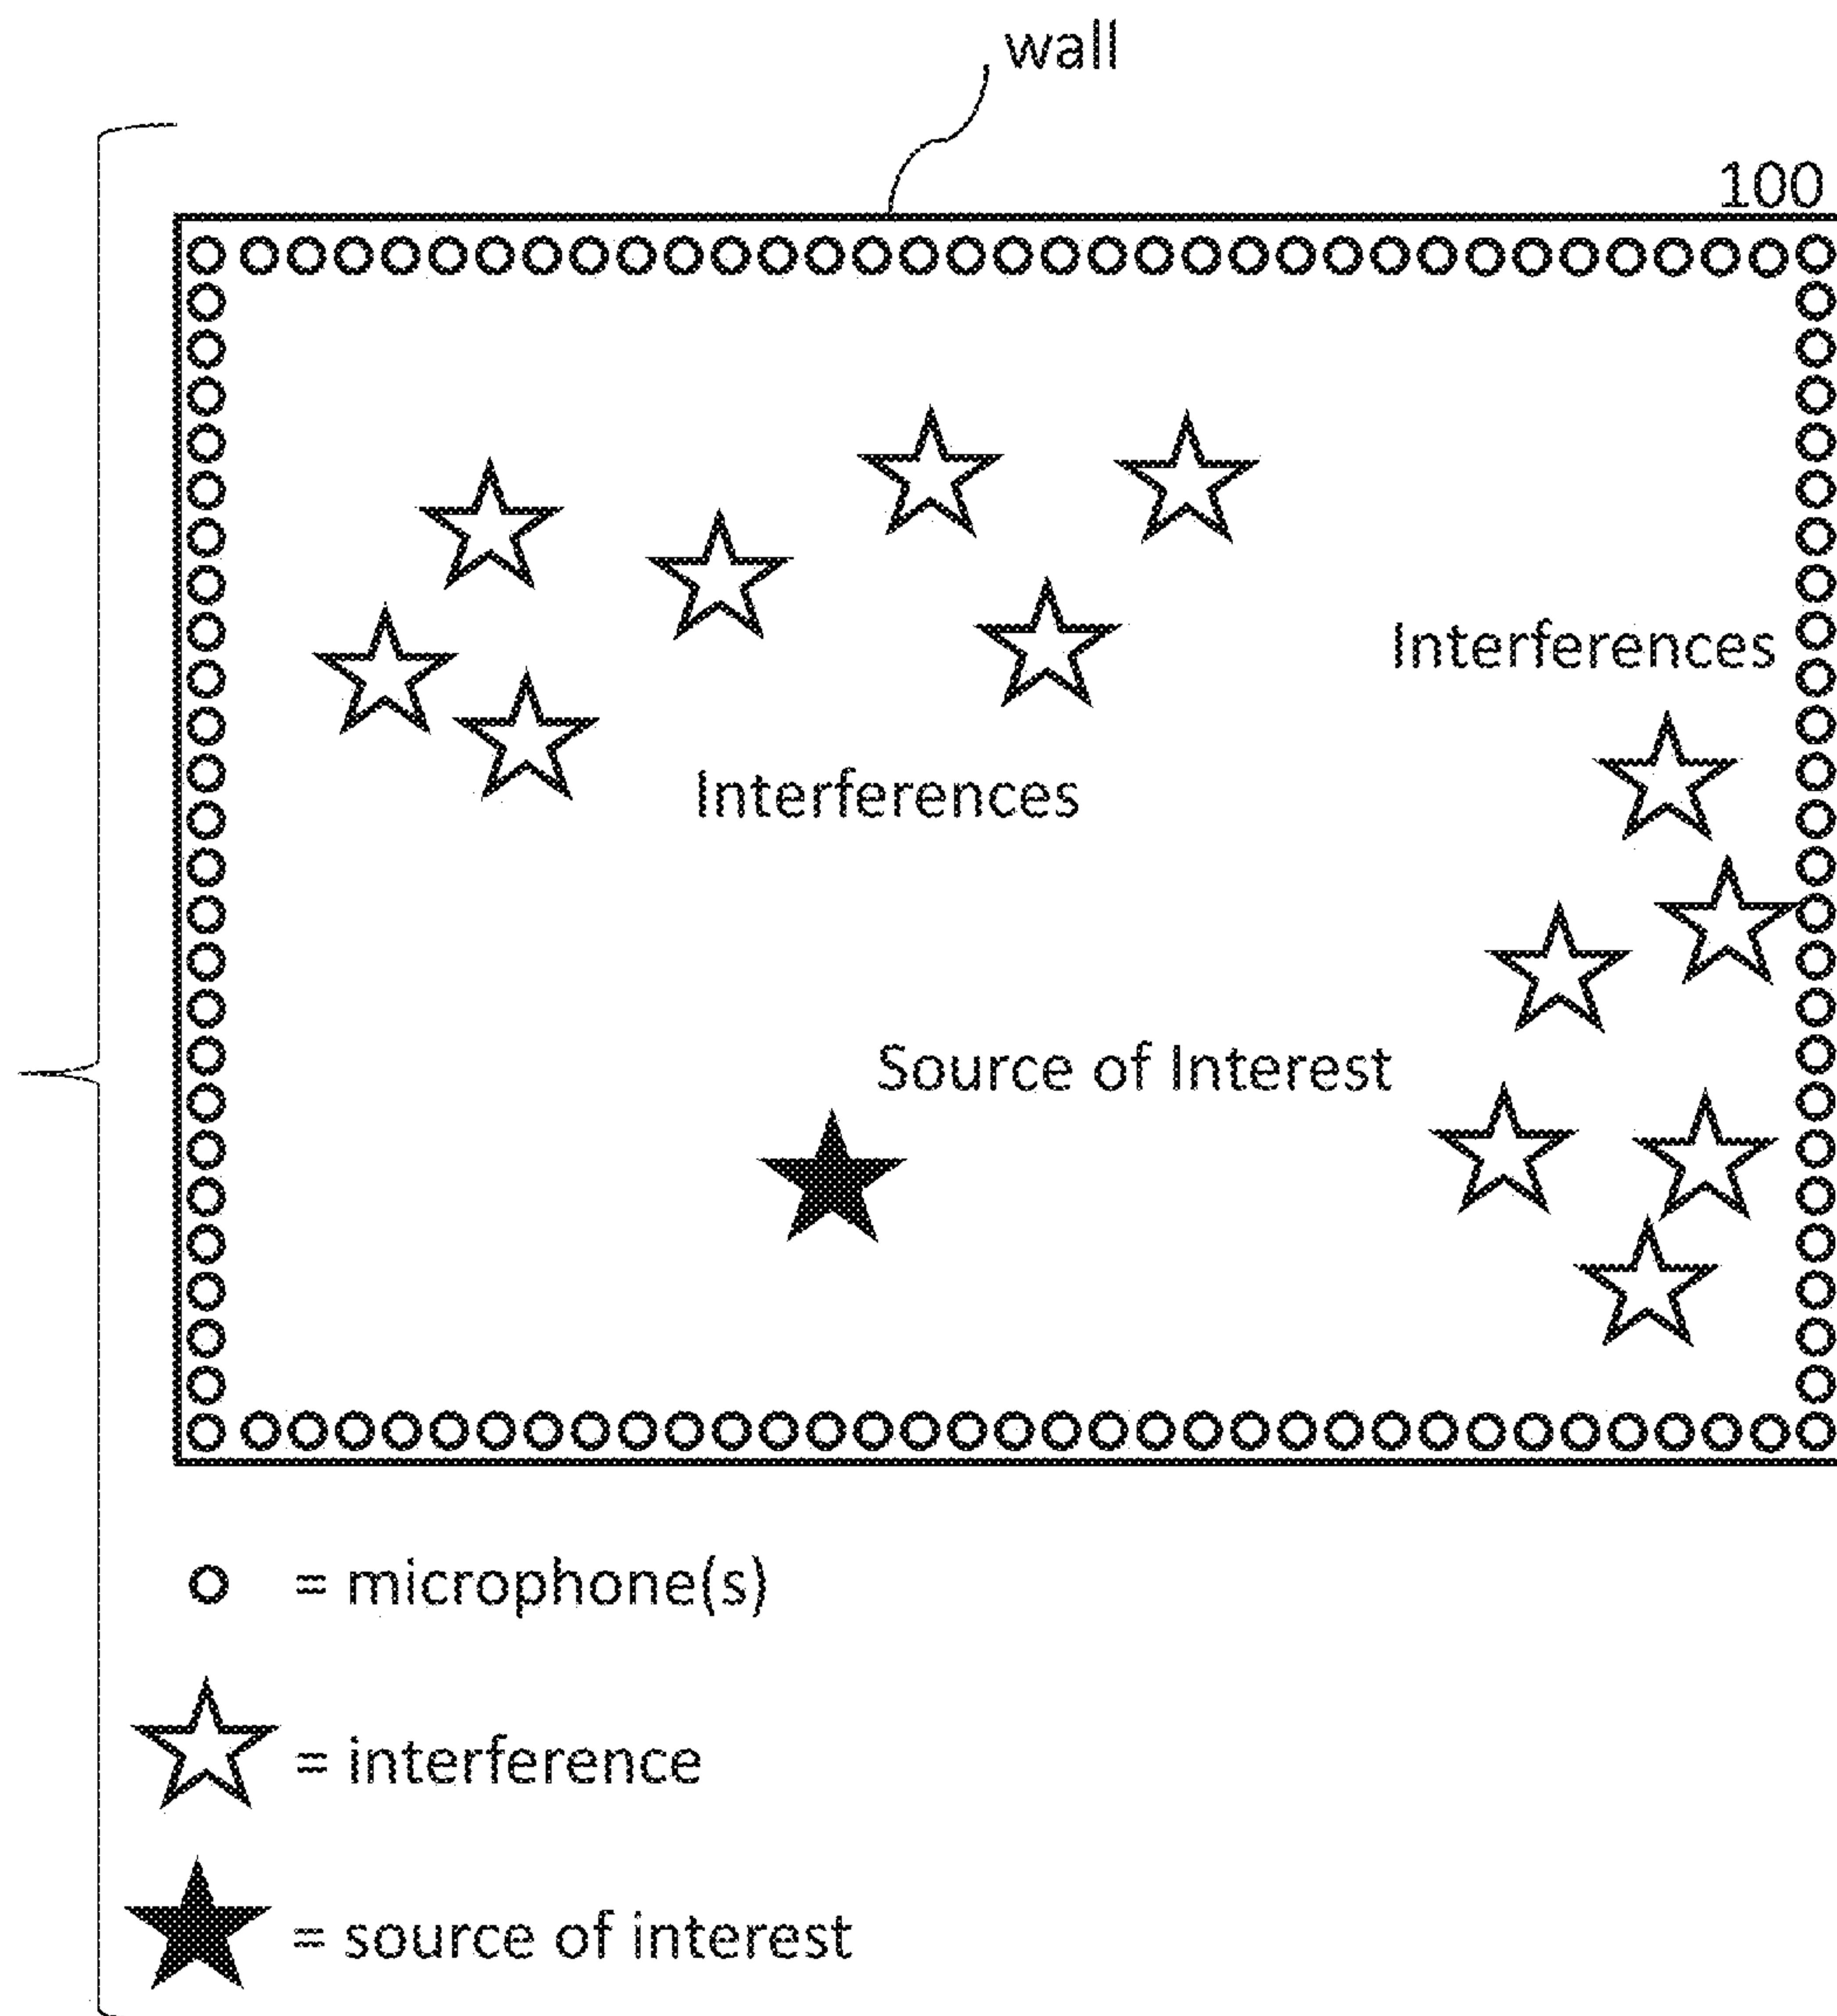 wall
100
Interferences
Interferences
Source of Interest
= microphone(s)
= interference
= source of interest